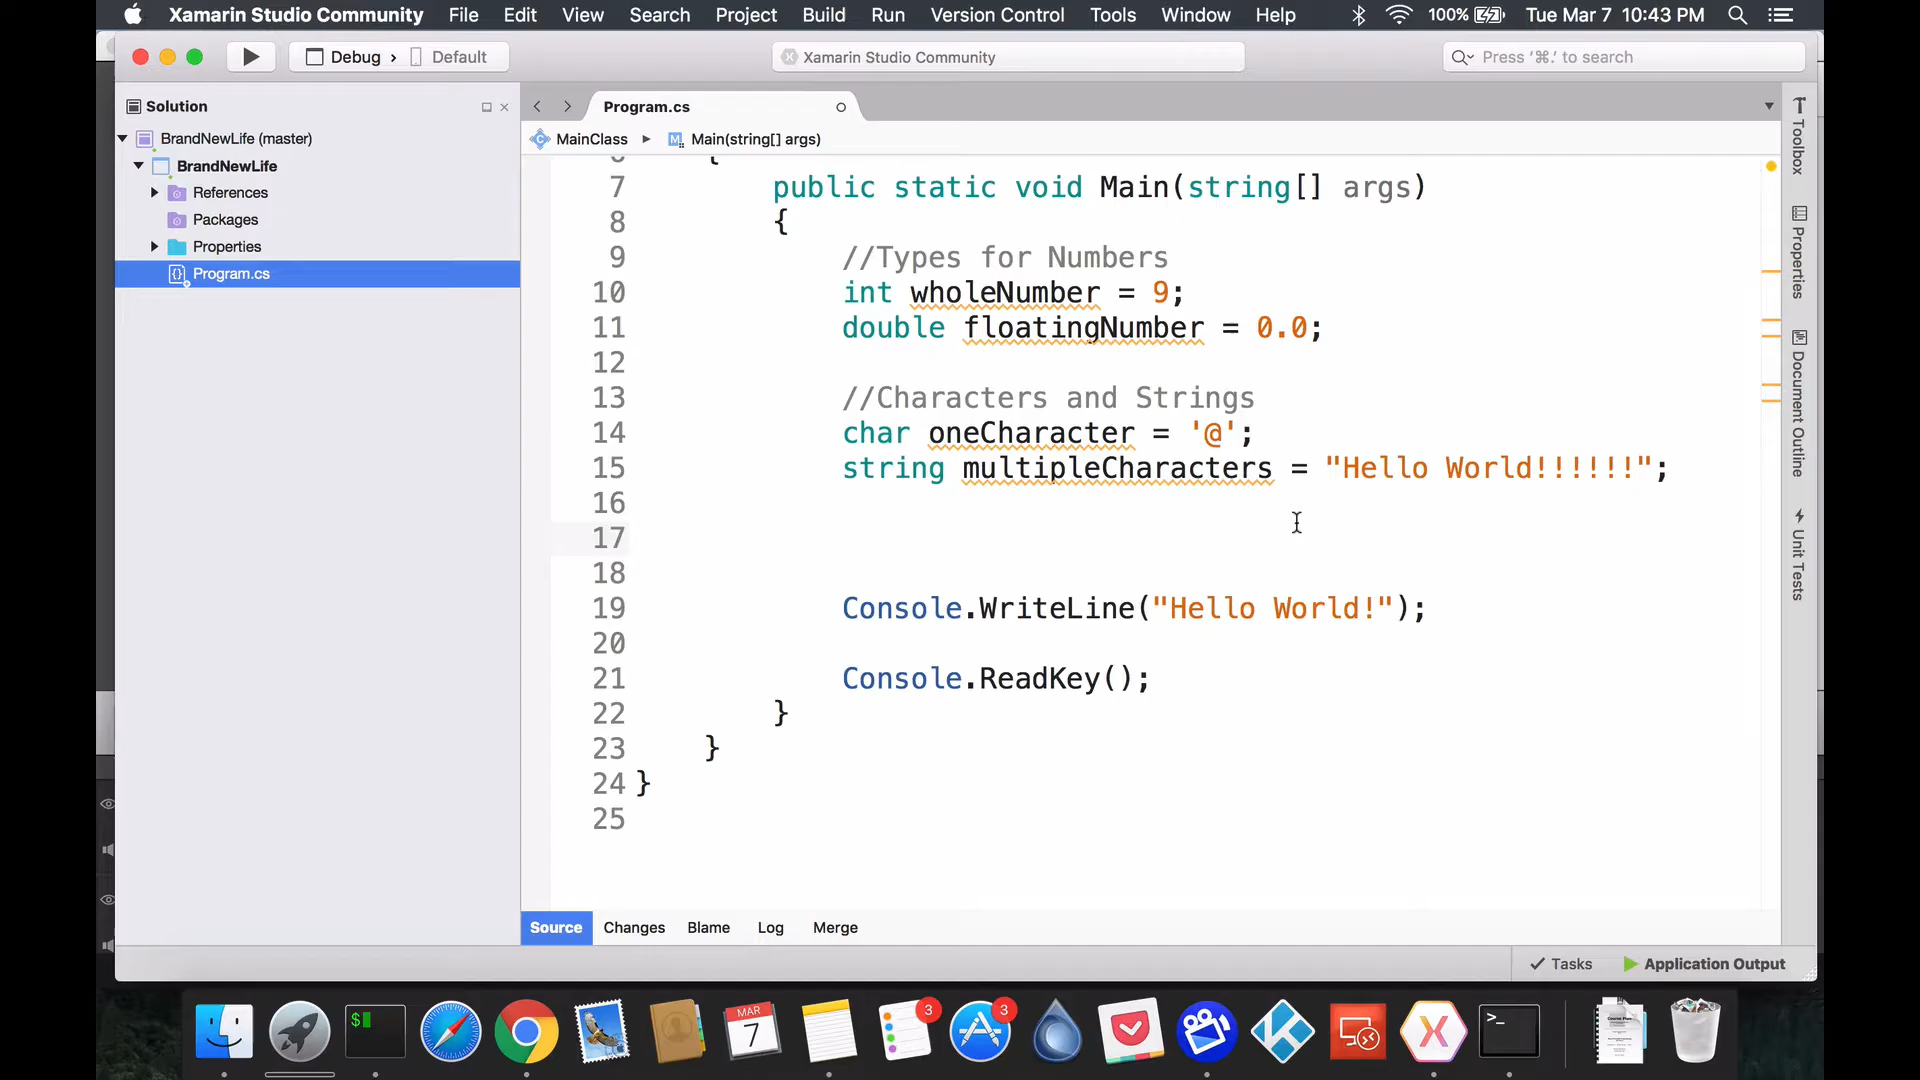 Xamarin Studio Community File Edit View Search Project Build Run Version Control Tools Window Help 100% Tue Mar 7 10:43 PM
Debug › Default
Xamarin Studio Community
Press ‘⌘.’ to search
Solution
BrandNewLife (master)
BrandNewLife
References
Packages
Properties
Program.cs
Program.cs
MainClass ▸ Main(string[] args)
7 public static void Main(string[] args)
8 {
9 //Types for Numbers
10 int wholeNumber = 9;
11 double floatingNumber = 0.0;
12
13 //Characters and Strings
14 char oneCharacter = '@';
15 string multipleCharacters = "Hello World!!!!!!";
16
17
18
19 Console.WriteLine("Hello World!");
20
21 Console.ReadKey();
22 }
23 }
24 }
25
Source Changes Blame Log Merge
Toolbox
Properties
Document Outline
Unit Tests
Tasks Application Output
$
MAR
7
3
3
>_